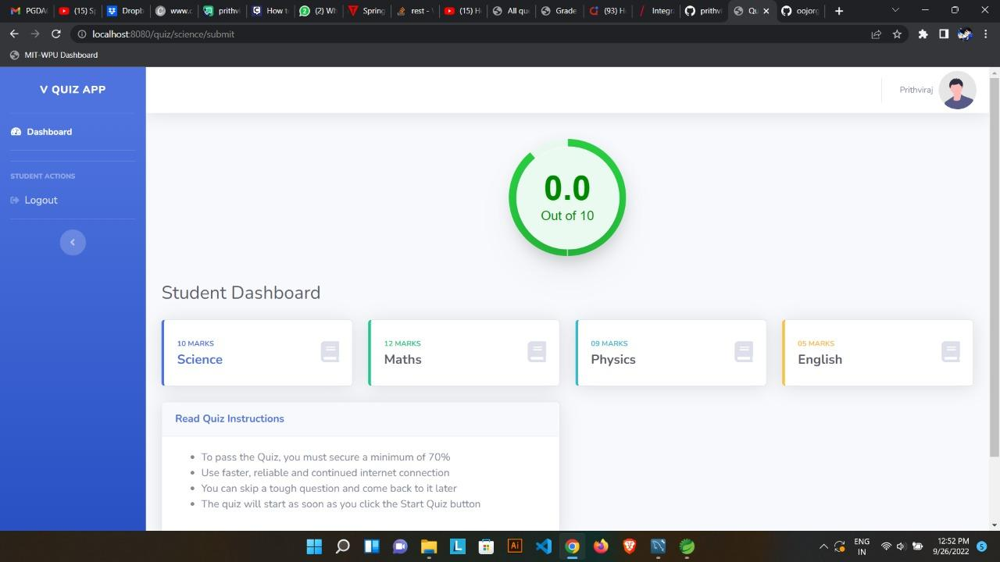 PGDA
(15) S
Dropb
www.c
prithvi
How t
(2) Wh
Spring
rest -
(15) H
All qu
Grade
(93) H
Integr
prithvi
Qu
oojorg
localhost:8080/quiz/science/submit
MIT-WPU Dashboard
V QUIZ APP
Prithviraj
Dashboard
STUDENT ACTIONS
Logout
0.0
Out of 10
Student Dashboard
10 MARKS
Science
12 MARKS
Maths
09 MARKS
Physics
05 MARKS
English
Read Quiz Instructions
To pass the Quiz, you must secure a minimum of 70%
Use faster, reliable and continued internet connection
You can skip a tough question and come back to it later
The quiz will start as soon as you click the Start Quiz button
L
Ai
ENG
IN
12:52 PM
9/26/2022
5